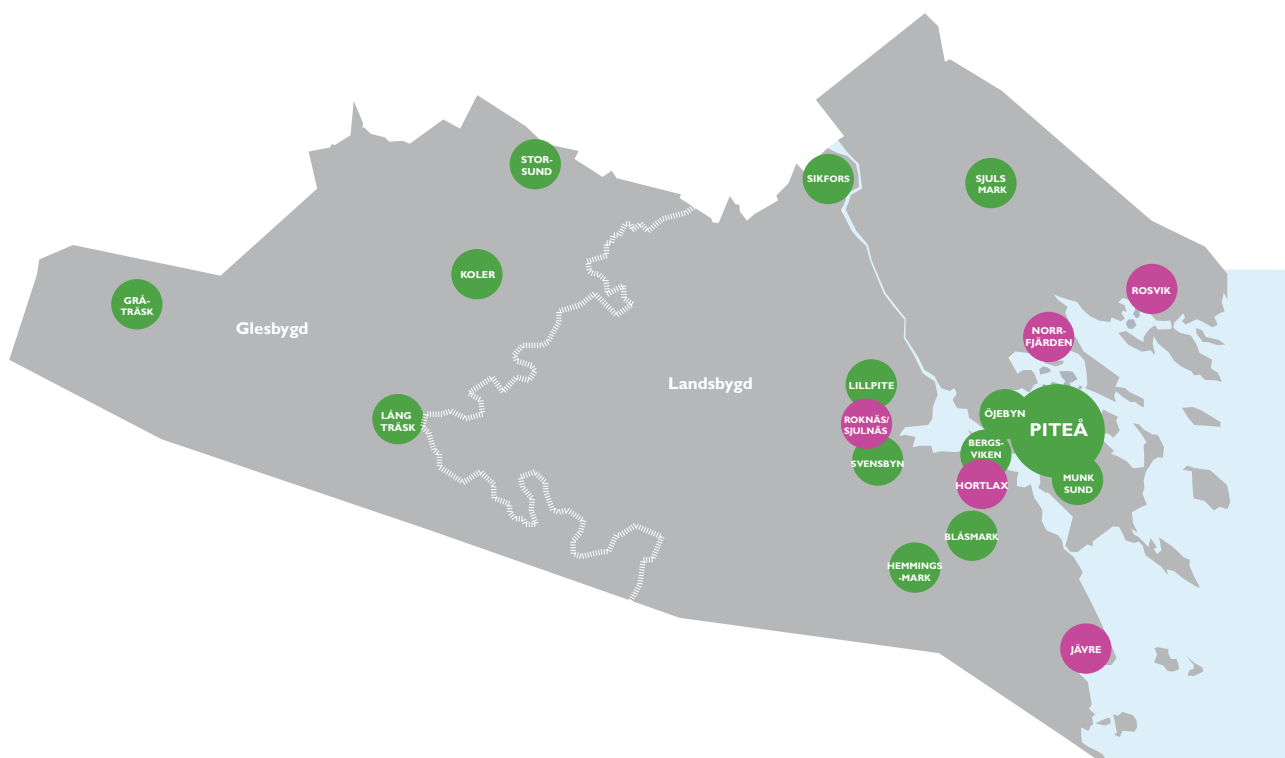 STOR-
SUND
SIKFORS
SJULS
MARK
KOLER
ROSVIK
GRÅ-
TRÄSK
Glesbygd
NORR-
FJÄRDEN
Landsbygd
LILLPITE
LÅNG
TRÄSK
ROKNÄS/
SJULNÄS
ÖJEBYN
PITEÅ
BERGS-
VIKEN
SVENSBYN
MUNK
SUND
HORTLAX
BLÅSMARK
HEMMINGS
-MARK
JÄVRE